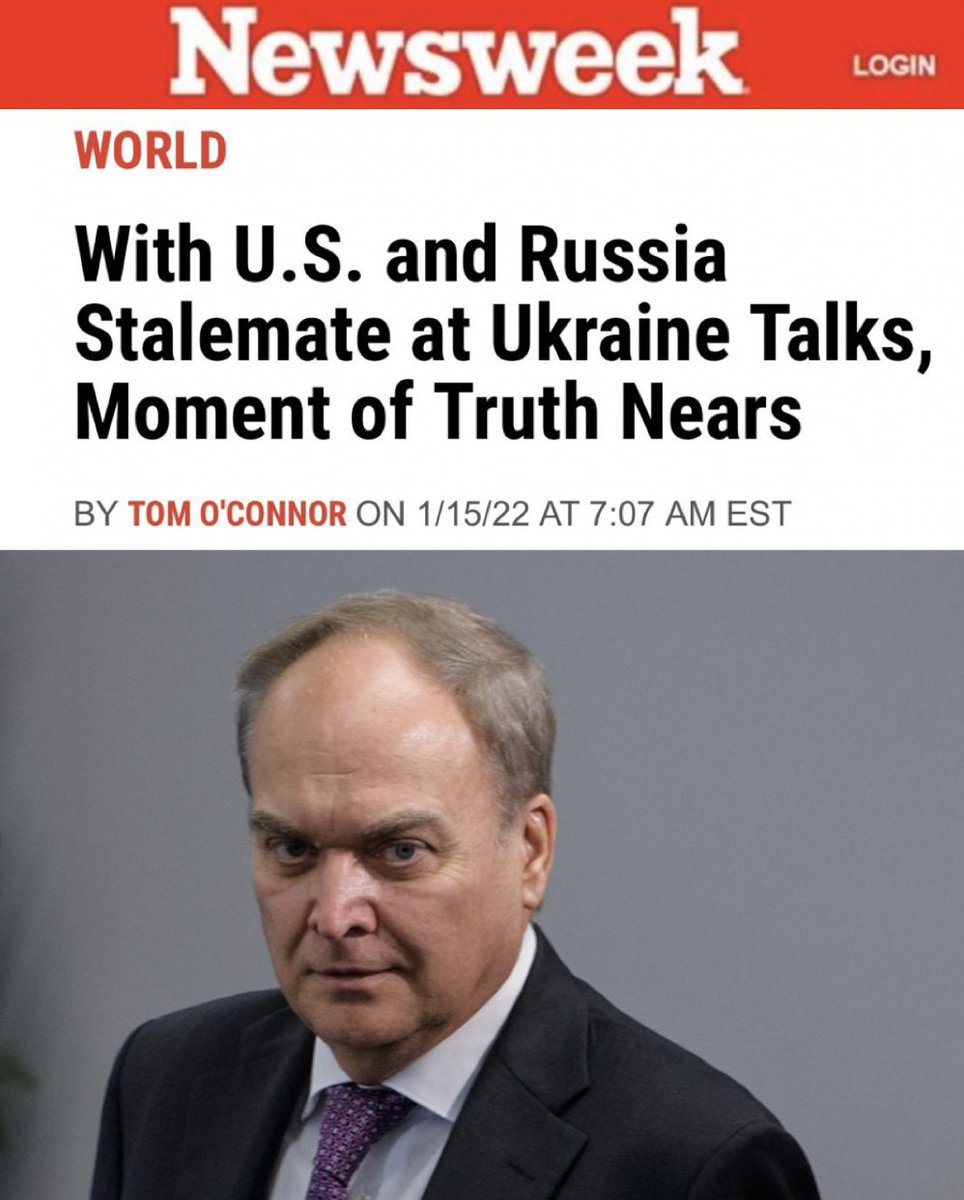 Newsweek
LOGIN
WORLD
With U.S. and Russia
Stalemate at Ukraine Talks,
Moment of Truth Nears
BY TOM O'CONNOR ON 1/15/22 AT 7:07 AM EST